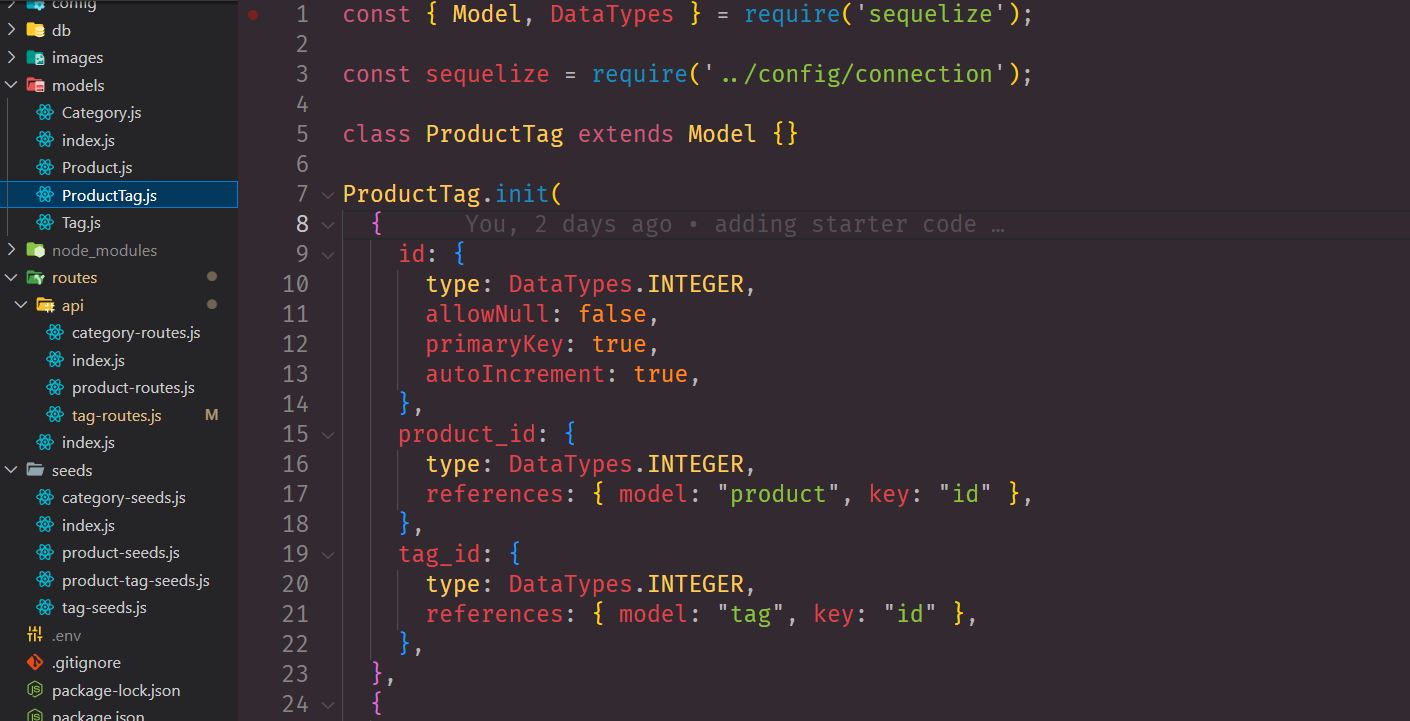 config
db
images
models
Category.js
index.js
Product.js
ProductTag.js
Tag.js
node_modules
routes
api
category-routes.js
index.js
product-routes.js
tag-routes.js M
index.js
seeds
category-seeds.js
index.js
product-seeds.js
product-tag-seeds.js
tag-seeds.js
.env
.gitignore
package-lock.json
package.json
1 const { Model, DataTypes } = require('sequelize');
2
3 const sequelize = require('../config/connection');
4
5 class ProductTag extends Model {}
6
7 ProductTag.init(
8 { You, 2 days ago • adding starter code …
9 id: {
10 type: DataTypes.INTEGER,
11 allowNull: false,
12 primaryKey: true,
13 autoIncrement: true,
14 },
15 product_id: {
16 type: DataTypes.INTEGER,
17 references: { model: "product", key: "id" },
18 },
19 tag_id: {
20 type: DataTypes.INTEGER,
21 references: { model: "tag", key: "id" },
22 },
23 },
24 {